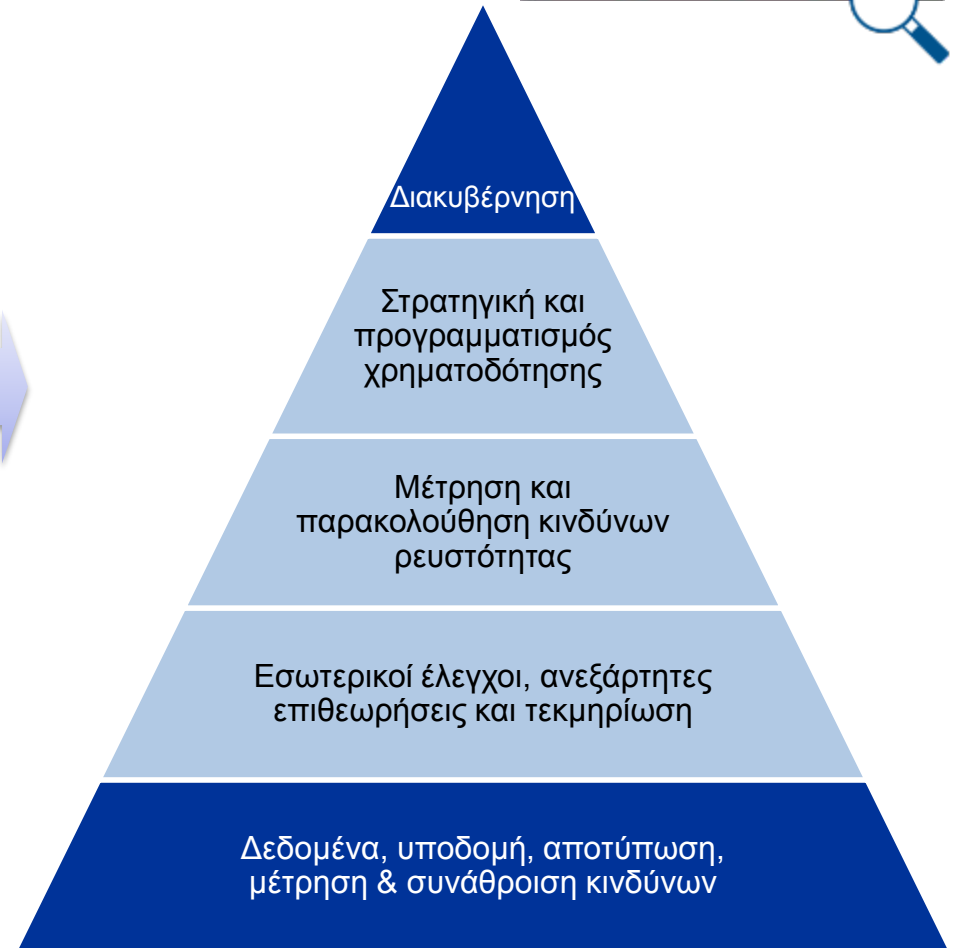 Διακυβέρνηση
Στρατηγική και
προγραμματισμός
χρηματοδότησης
Μέτρηση και
παρακολούθηση κινδύνων
ρευστότητας
Εσωτερικοί έλεγχοι, ανεξάρτητες
επιθεωρήσεις και τεκμηρίωση
Δεδομένα, υποδομή, αποτύπωση,
μέτρηση & συνάθροιση κινδύνων